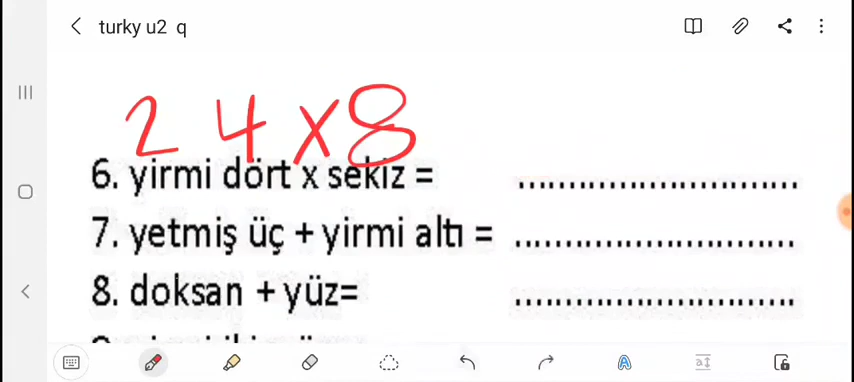 turky u2 q
24x8
6. yirmi dört x sekiz = ..............................
7. yetmiş üç + yirmi altı = ..............................
8. doksan + yüz= ..............................